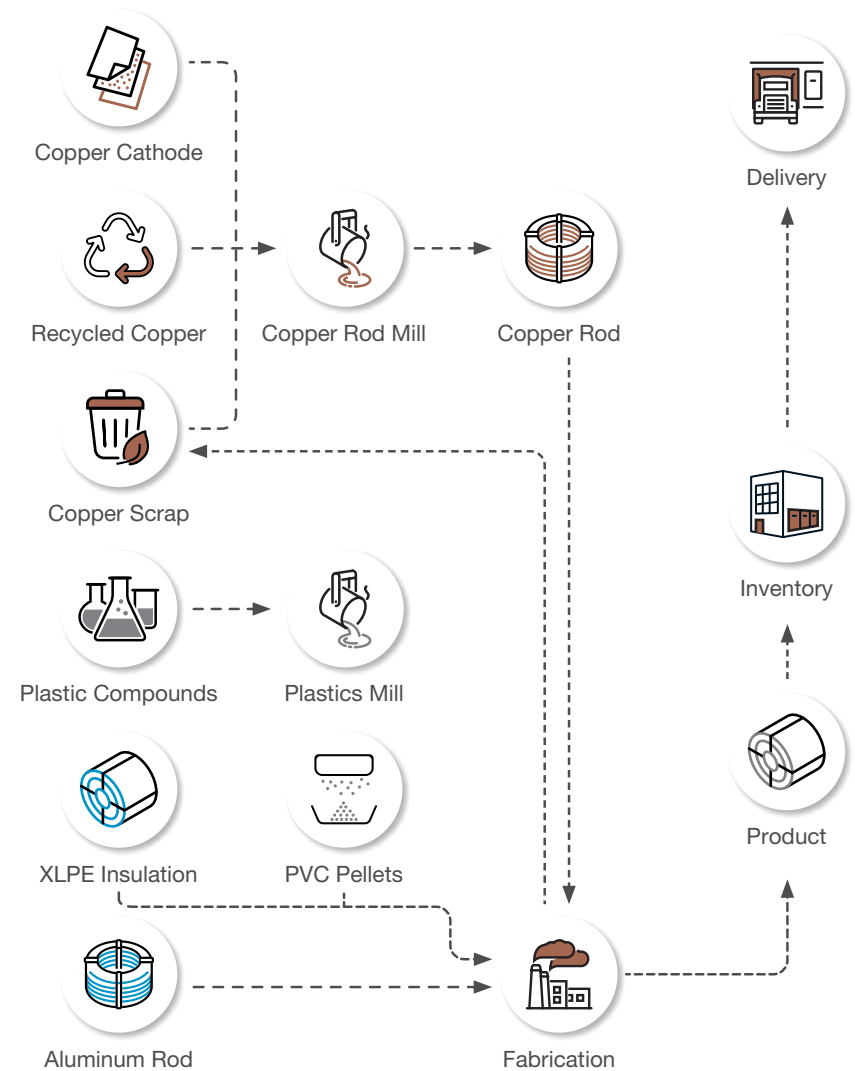 Copper Cathode
Delivery
Recycled Copper
Copper Rod Mill
Copper Rod
Copper Scrap
Inventory
Plastic Compounds
Plastics Mill
Product
XLPE Insulation
PVC Pellets
Aluminum Rod
Fabrication